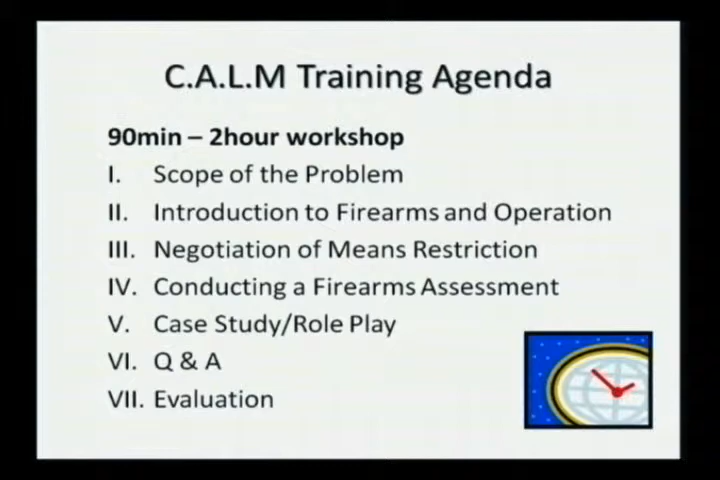 C.A.L.M Training Agenda
90min – 2hour workshop
I. Scope of the Problem
II. Introduction to Firearms and Operation
III. Negotiation of Means Restriction
IV. Conducting a Firearms Assessment
V. Case Study/Role Play
VI. Q & A
VII. Evaluation